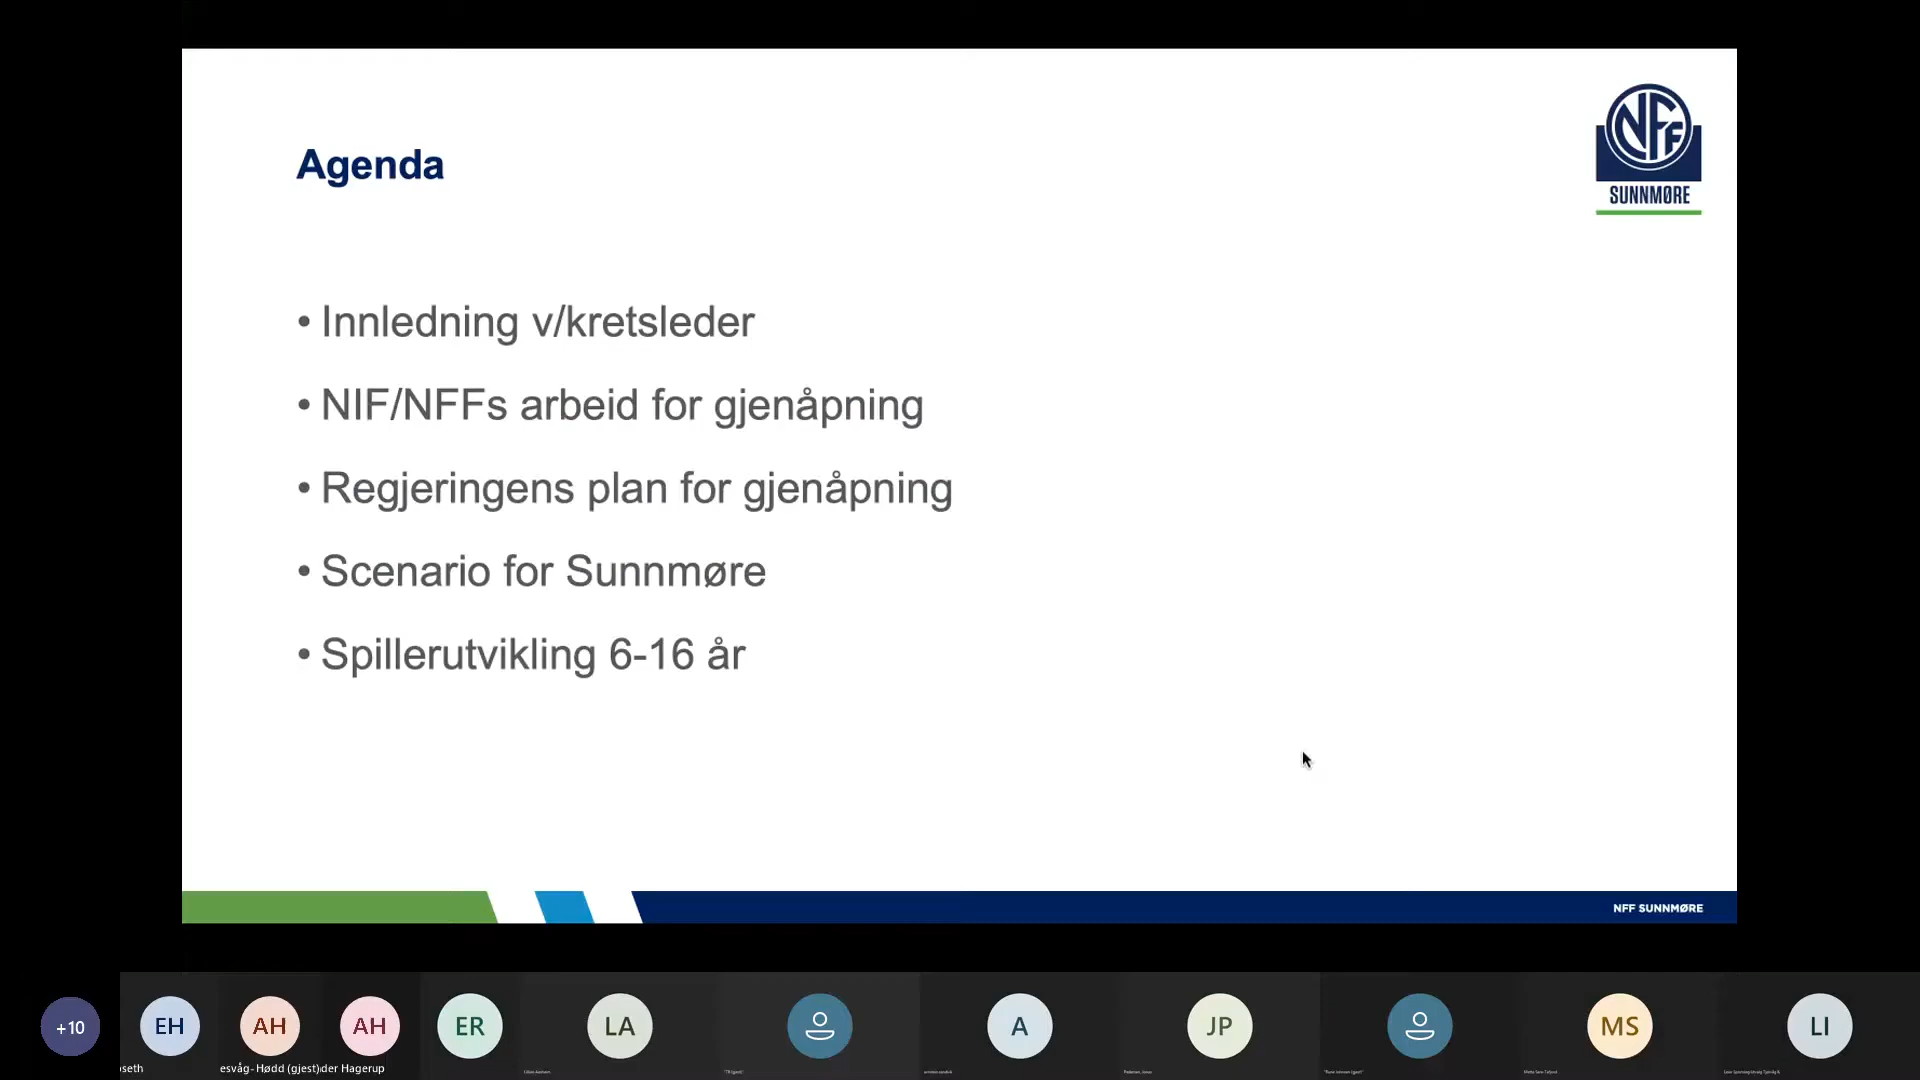 NFF
SUNNMØRE
Agenda
• Innledning v/kretsleder
• NIF/NFFs arbeid for gjenåpning
• Regjeringens plan for gjenåpning
• Scenario for Sunnmøre
• Spillerutvikling 6-16 år
NFF SUNNMØRE
+10
EH
AH
AH
ER
LA
A
JP
MS
LI
esvåg - Hødd (gjest)
der Hagerup